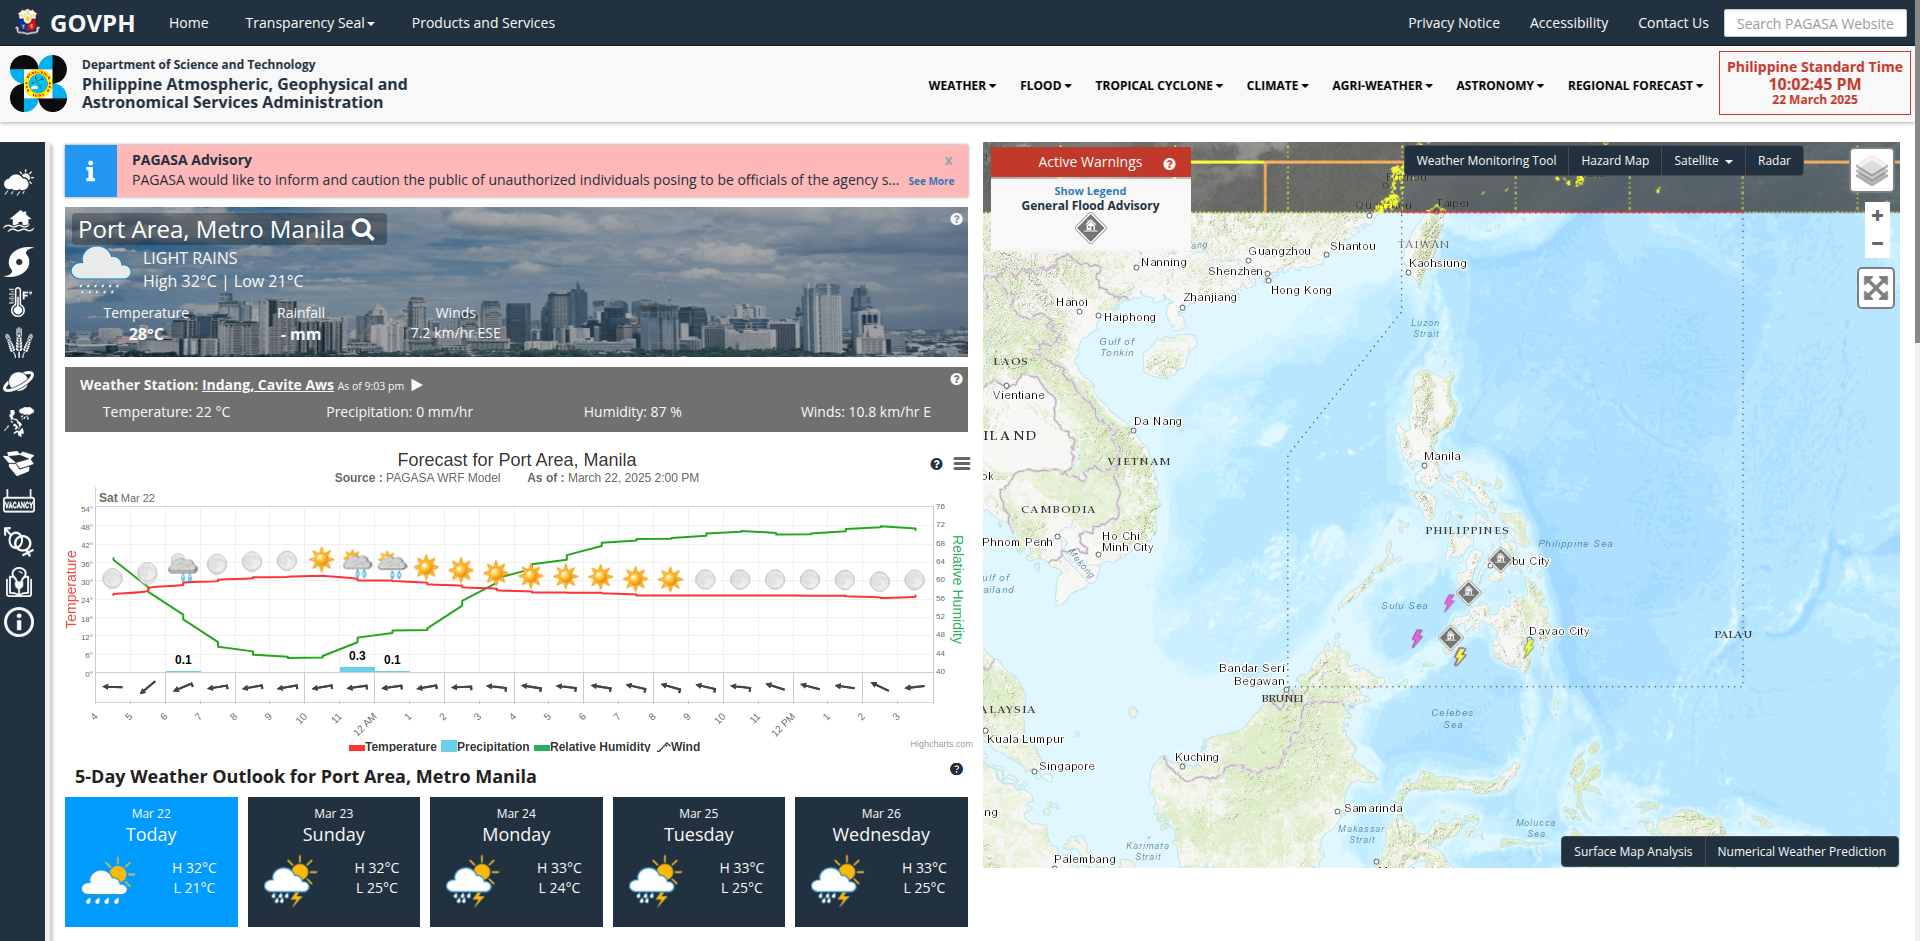 GOVPH
Home
Transparency Seal
Products and Services
Privacy Notice
Accessibility
Contact Us
Search PAGASA Website
Department of Science and Technology
Philippine Atmospheric, Geophysical and
Astronomical Services Administration
WEATHER
FLOOD
TROPICAL CYCLONE
CLIMATE
AGRI-WEATHER
ASTRONOMY
REGIONAL FORECAST
Philippine Standard Time
10:02:45 PM
22 March 2025
VACANCY
PAGASA Advisory
x
PAGASA would like to inform and caution the public of unauthorized individuals posing to be officials of the agency s...
See More
Port Area, Metro Manila
LIGHT RAINS
High 32°C | Low 21°C
Temperature
Rainfall
Winds
28°C
- mm
7.2 km/hr ESE
Weather Station: Indang, Cavite Aws As of 9:03 pm
Temperature: 22 °C
Precipitation: 0 mm/hr
Humidity: 87 %
Winds: 10.8 km/hr E
Forecast for Port Area, Manila
Source : PAGASA WRF Model
As of : March 22, 2025 2:00 PM
Sat Mar 22
54°
48°
42°
36°
30°
24°
18°
12°
6°
0°
Temperature
76
72
68
64
60
56
52
48
44
40
Relative Humidity
0.1
0.3
0.1
4
5
6
7
8
9
10
11
12 AM
1
2
3
4
5
6
7
8
9
10
11
12 PM
1
2
3
Temperature
Precipitation
Relative Humidity
Wind
Highcharts.com
5-Day Weather Outlook for Port Area, Metro Manila
Mar 22
Today
H 32°C
L 21°C
Mar 23
Sunday
H 32°C
L 25°C
Mar 24
Monday
H 33°C
L 24°C
Mar 25
Tuesday
H 33°C
L 25°C
Mar 26
Wednesday
H 33°C
L 25°C
Active Warnings
Show Legend
General Flood Advisory
Weather Monitoring Tool
Hazard Map
Satellite
Radar
+
−
Taipei
TAIWAN
Kaohsiung
Shantou
Guangzhou
Shenzhen
Hong Kong
Nanning
Zhanjiang
Hanoi
Haiphong
Gulf of
Tonkin
Luzon
Strait
LAOS
Vientiane
Da Nang
ILAND
VIETNAM
ok
CAMBODIA
Phnom Penh
Ho Chi
Minh City
Mekong
ulf of
ailand
Manila
PHILIPPINES
Philippine Sea
bu City
Sulu Sea
Davao City
PALAU
Bandar Seri
Begawan
BRUNEI
ALAYSIA
Kuala Lumpur
Celebes
Sea
Kuching
Singapore
ng
Samarinda
Makassar
Strait
Molucca
Sea
Karimata
Strait
Palembang
Surface Map Analysis
Numerical Weather Prediction